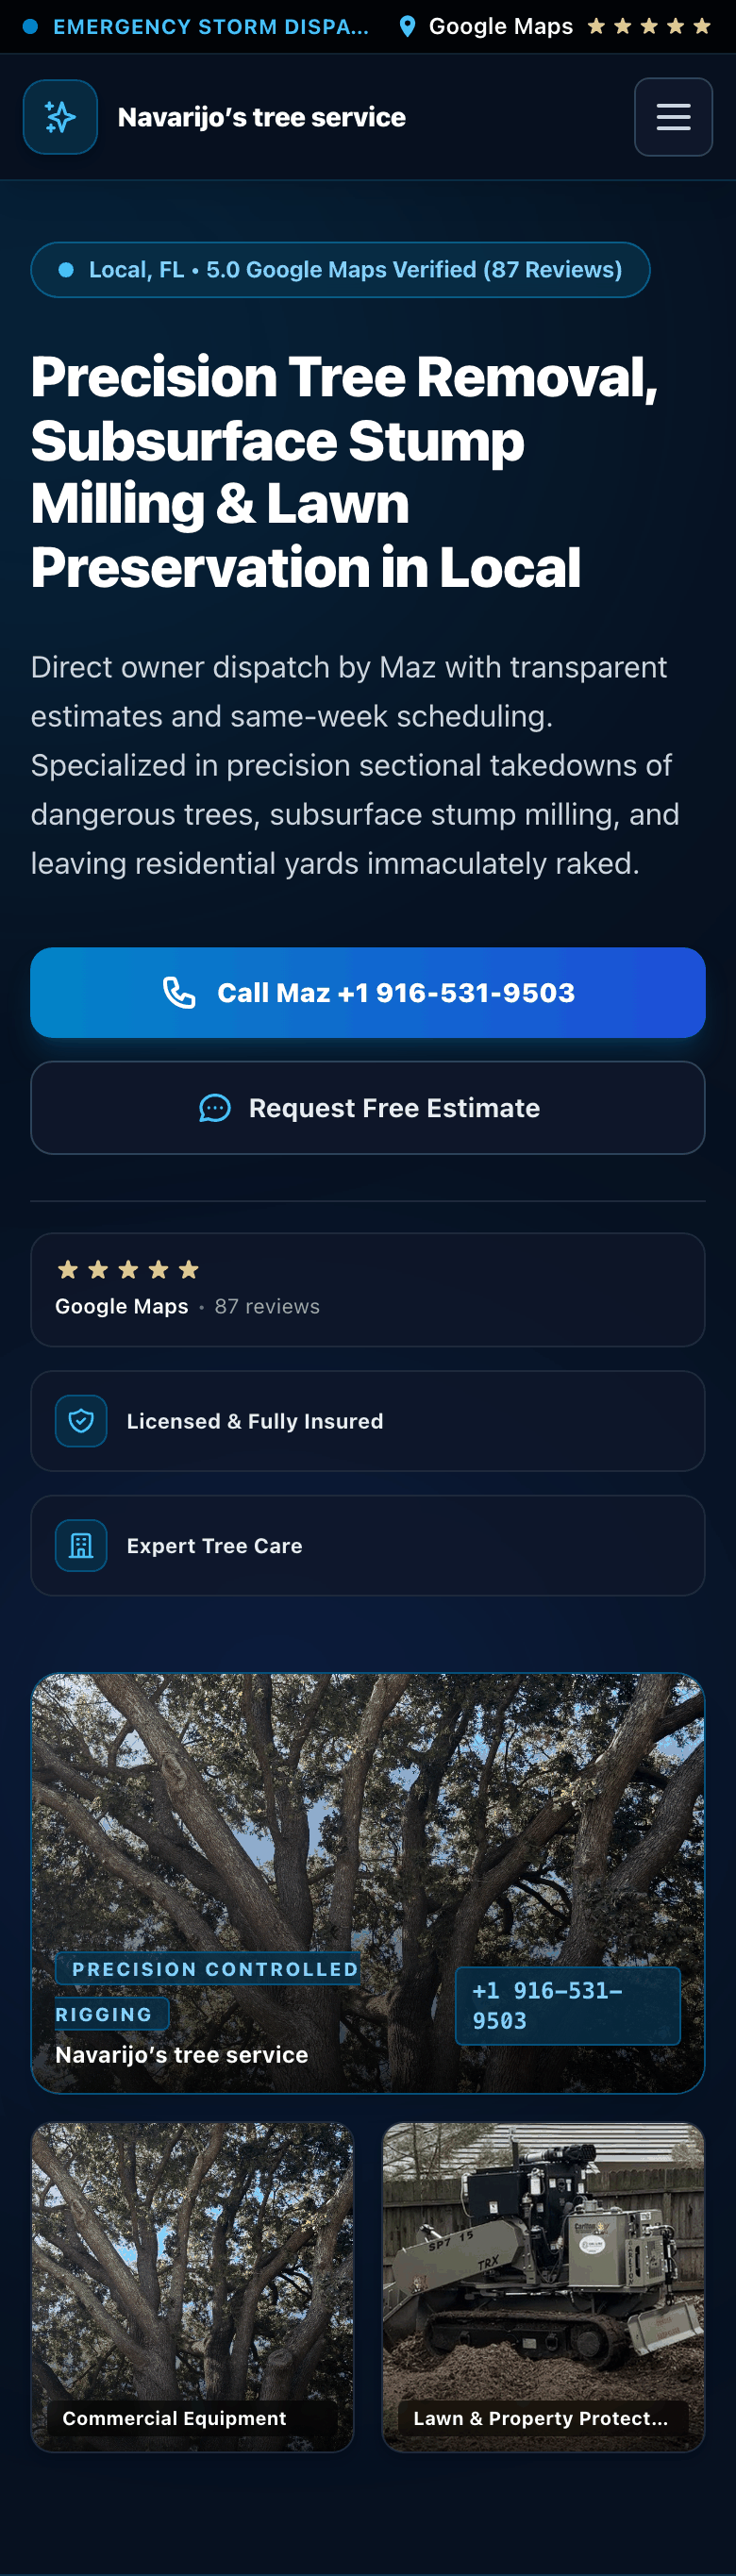 EMERGENCY STORM DISPA...
Google Maps
Navarijo's tree service
Local, FL • 5.0 Google Maps Verified (87 Reviews)
Precision Tree Removal,
Subsurface Stump
Milling & Lawn
Preservation in Local
Direct owner dispatch by Maz with transparent
estimates and same-week scheduling.
Specialized in precision sectional takedowns of
dangerous trees, subsurface stump milling, and
leaving residential yards immaculately raked.
Call Maz +1 916-531-9503
Request Free Estimate
Google Maps • 87 reviews
Licensed & Fully Insured
Expert Tree Care
PRECISION CONTROLLED
RIGGING
Navarijo's tree service
+1 916-531-
9503
SP7 15
TRX
Commercial Equipment
Lawn & Property Protect...